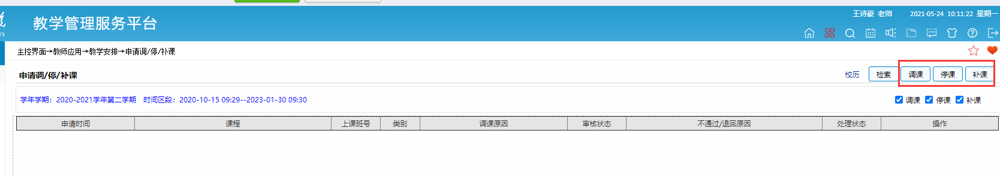 王诗豪 老师 2021-05-24 10:11:22 星期一
教学管理服务平台
主控界面→教师应用→教学安排→申请调/停/补课
申请调/停/补课 校历 检索 调课 停课 补课
学年学期：2020-2021学年第二学期 时间区段：2020-10-15 09:29--2023-01-30 09:30 调课 停课 补课
申请时间 课程 上课班号 类别 调课原因 审核状态 不通过/退回原因 处理状态 操作